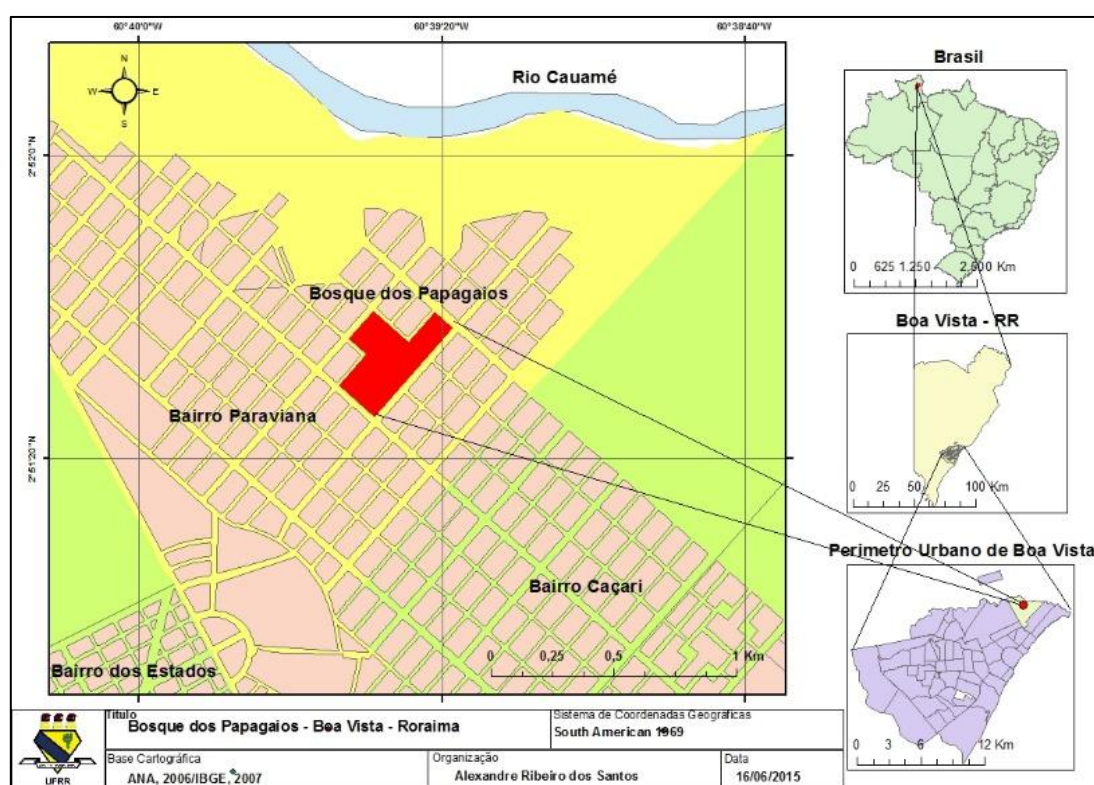 60°40'0"W 60°39'20"W 60°38'40"W
N
W E
S
Rio Cauamé
2°52'0"N 2°52'0"N
Bosque dos Papagaios
Bairro Paraviana
2°51'20"N
Bairro Caçari
0 0,25 0,5 1 Km
Bairro dos Estados
Brasil
0 625 1.250 2.500 Km
Boa Vista - RR
0 25 50 100 Km
Perimetro Urbano de Boa Vista
0 3 6 12 Km
UFRR
Título
Bosque dos Papagaios - Boa Vista - Roraima
Sistema de Coordenadas Geográficas
South American 1969
Base Cartográfica
ANA, 2006/IBGE, 2007
Organização
Alexandre Ribeiro dos Santos
Data
16/06/2015